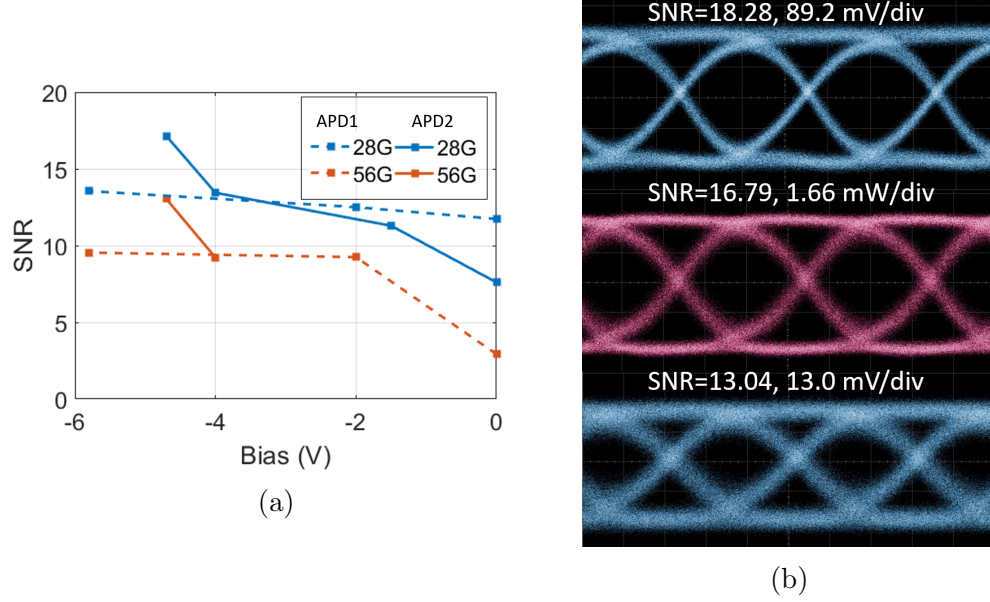 20
15
10
5
0
SNR
-6
-4
-2
0
Bias (V)
APD1 APD2
28G 28G
56G 56G
(a)
SNR=18.28, 89.2 mV/div
SNR=16.79, 1.66 mW/div
SNR=13.04, 13.0 mV/div
(b)